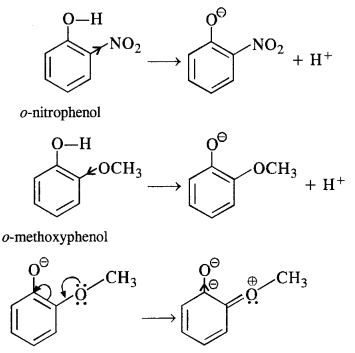 O–H
NO₂
O⊖
NO₂
+ H⁺
o-nitrophenol
O–H
OCH₃
O⊖
OCH₃
+ H⁺
o-methoxyphenol
O⊖
O
CH₃
O⊖
⊕
O
CH₃